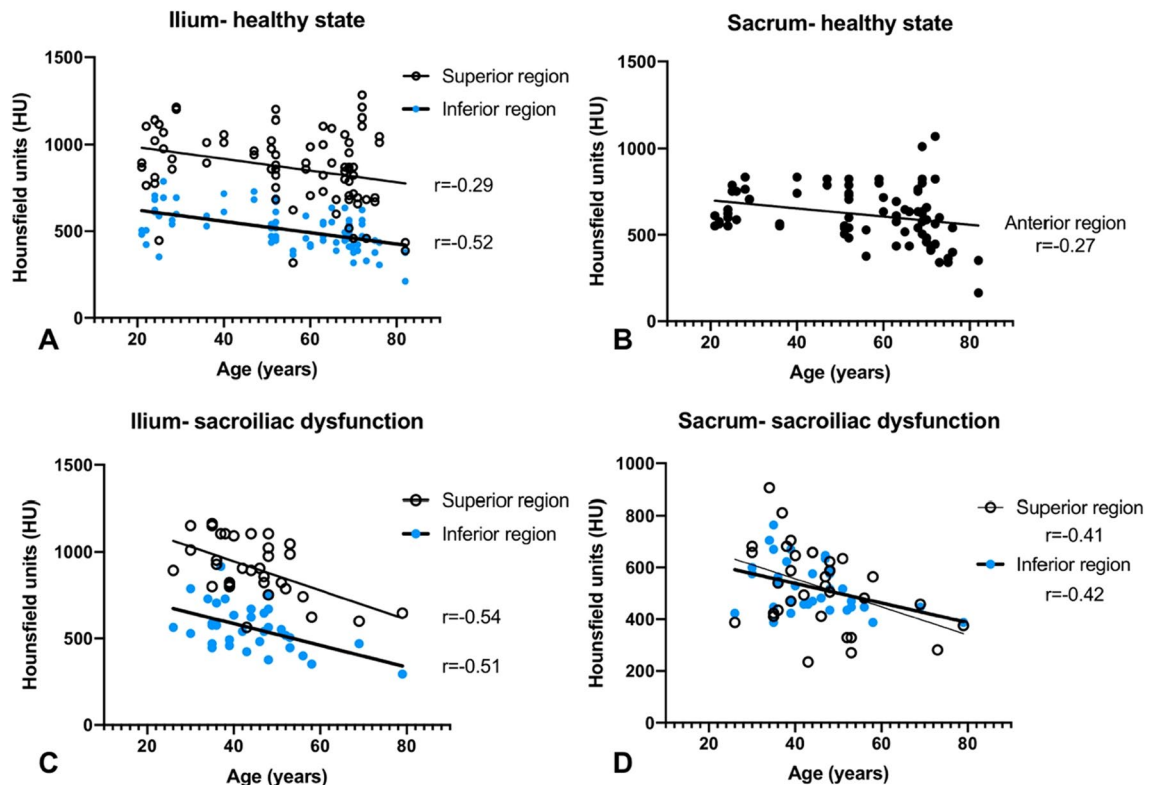 Ilium- healthy state
1500
1000
500
0
Hounsfield units (HU)
Superior region
Inferior region
r=-0.29
r=-0.52
20 40 60 80
Age (years)
A
Sacrum- healthy state
1500
1000
500
0
Hounsfield units (HU)
Anterior region
r=-0.27
20 40 60 80
Age (years)
B
Ilium- sacroiliac dysfunction
1500
1000
500
0
Hounsfield units (HU)
Superior region
Inferior region
r=-0.54
r=-0.51
20 40 60 80
Age (years)
C
Sacrum- sacroiliac dysfunction
1000
800
600
400
200
0
Hounsfield units (HU)
Superior region
r=-0.41
Inferior region
r=-0.42
20 40 60 80
Age (years)
D